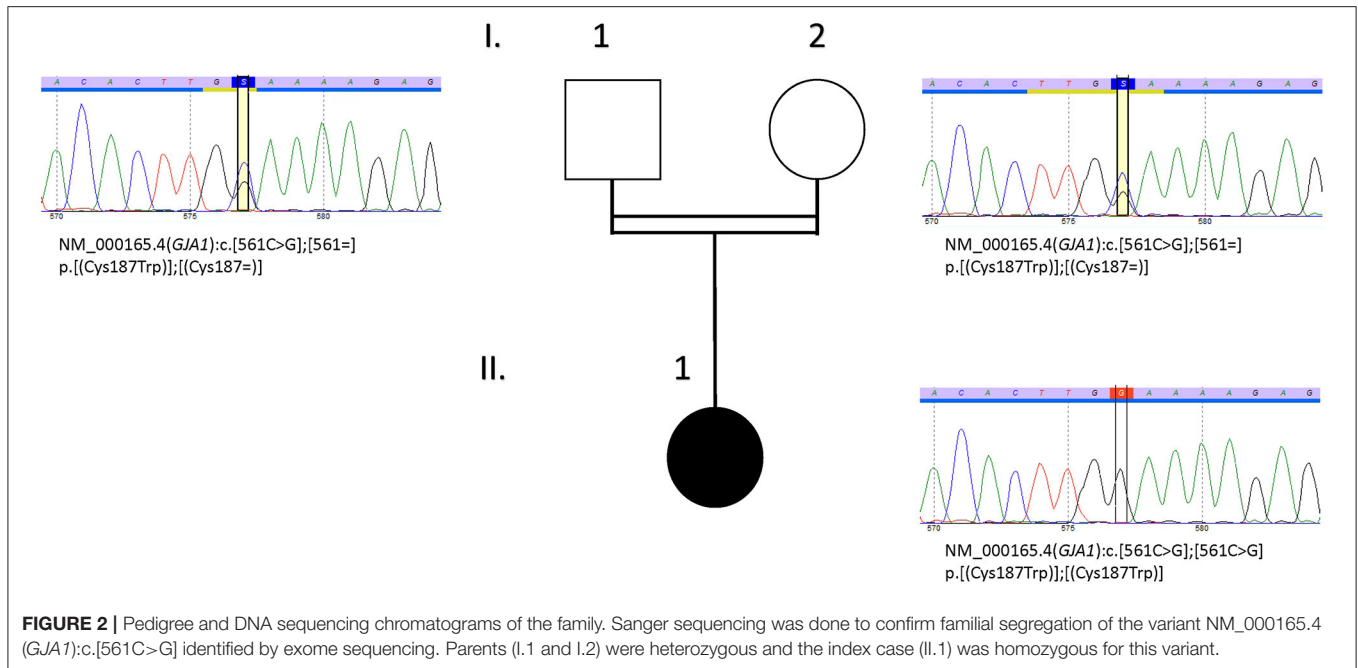 I. 1 2
A C A C T T G S A A A A G A G
570 575 580
NM_000165.4(GJA1):c.[561C>G];[561=]
p.[(Cys187Trp)];[(Cys187=)]
A C A C T T G S A A A A G A G
570 575 580
NM_000165.4(GJA1):c.[561C>G];[561=]
p.[(Cys187Trp)];[(Cys187=)]
II. 1
A C A C T T G G A A A A G A G
570 575 580
NM_000165.4(GJA1):c.[561C>G];[561C>G]
p.[(Cys187Trp)];[(Cys187Trp)]
FIGURE 2 | Pedigree and DNA sequencing chromatograms of the family. Sanger sequencing was done to confirm familial segregation of the variant NM_000165.4
(GJA1):c.[561C>G] identified by exome sequencing. Parents (I.1 and I.2) were heterozygous and the index case (II.1) was homozygous for this variant.